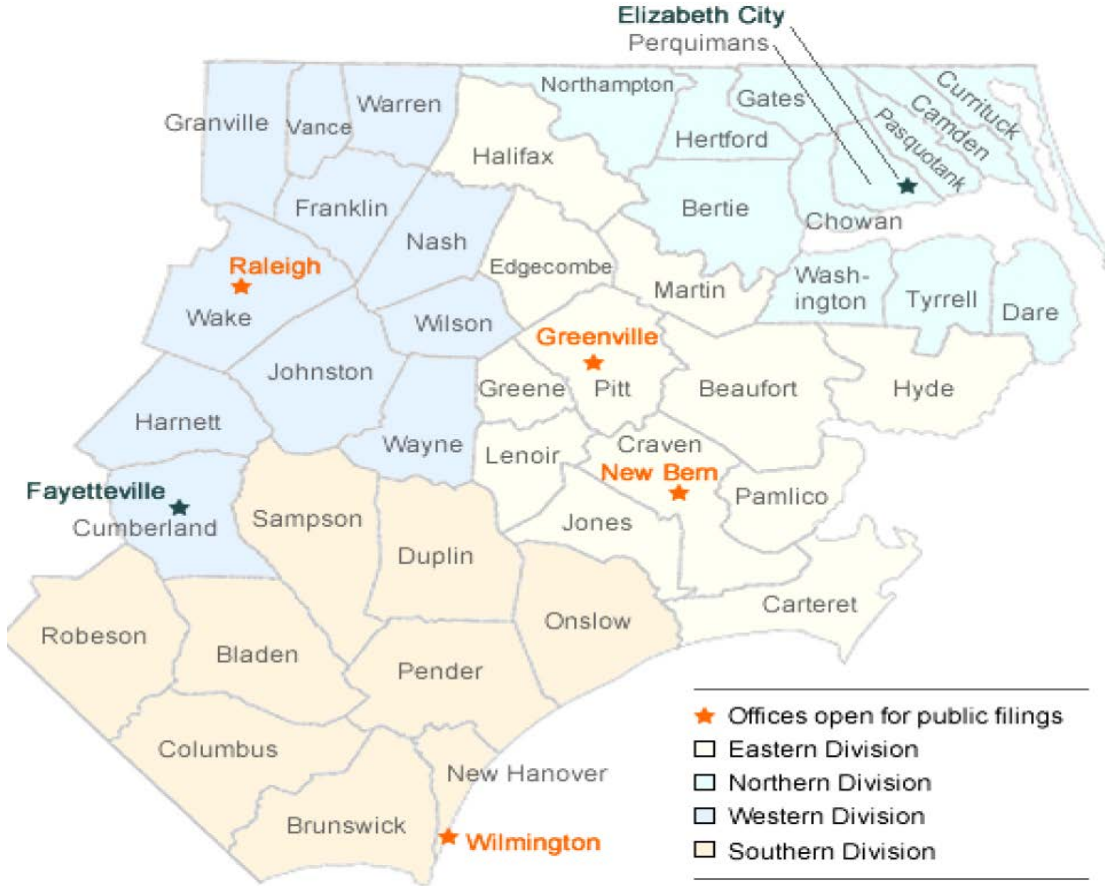 Elizabeth City
Perquimans
Northampton
Gates
Currituck
Camden
Pasquotank
Warren
Granville
Vance
Hertford
Halifax
Franklin
Bertie
Chowan
Nash
Raleigh
Edgecombe
Martin
Wash-
ington
Tyrrell
Dare
Wake
Wilson
Greenville
Johnston
Greene
Pitt
Beaufort
Hyde
Harnett
Wayne
Lenoir
Craven
New Bern
Fayetteville
Cumberland
Sampson
Pamlico
Jones
Duplin
Carteret
Onslow
Robeson
Bladen
Pender
Columbus
New Hanover
Brunswick
Wilmington
Offices open for public filings
Eastern Division
Northern Division
Western Division
Southern Division